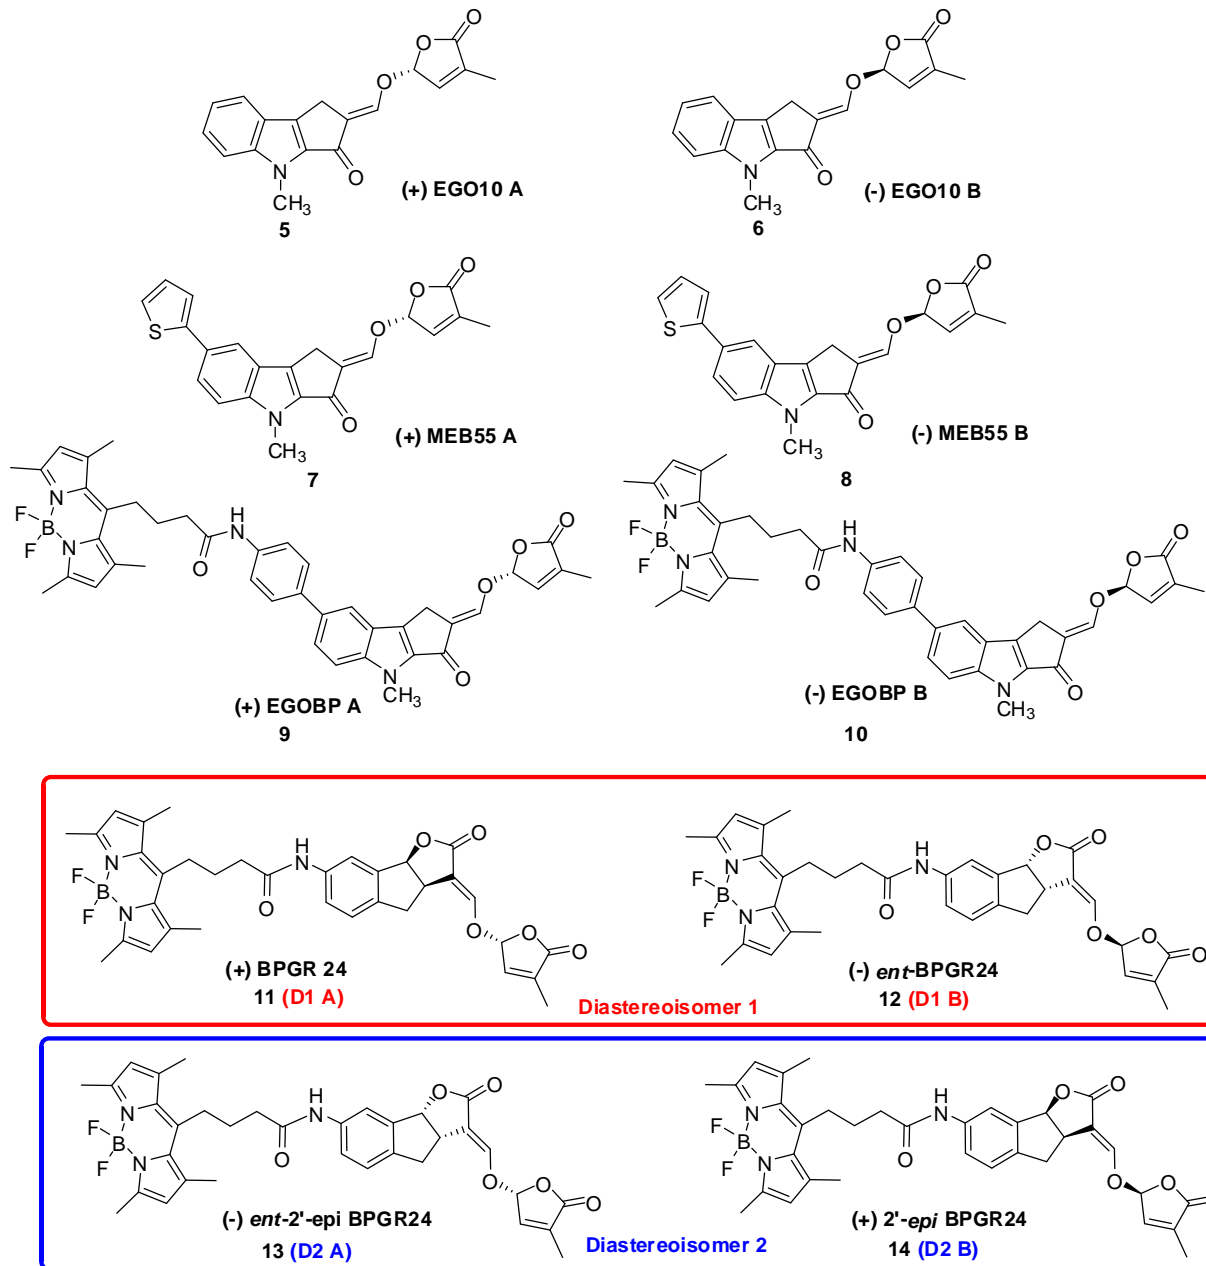 O
O
O
O
N
O
CH3
(+) EGO10 A
5
O
O
O
O
N
O
CH3
(-) EGO10 B
6
O
O
O
S
N
O
CH3
(+) MEB55 A
7
O
O
O
S
N
O
CH3
(-) MEB55 B
8
N
F
B
F
N
H
N
O
O
O
O
N
O
CH3
(+) EGOBP A
9
N
F
B
F
N
H
N
O
O
O
O
N
O
CH3
(-) EGOBP B
10
N
F
B
F
N
H
N
O
O
O
O
O
O
(+) BPGR 24
11 (D1 A)
N
F
B
F
N
H
N
O
O
O
O
O
O
(-) ent-BPGR24
12 (D1 B)
Diastereoisomer 1
N
F
B
F
N
H
N
O
O
O
O
O
O
(-) ent-2'-epi BPGR24
13 (D2 A)
N
F
B
F
N
H
N
O
O
O
O
O
O
(+) 2'-epi BPGR24
14 (D2 B)
Diastereoisomer 2